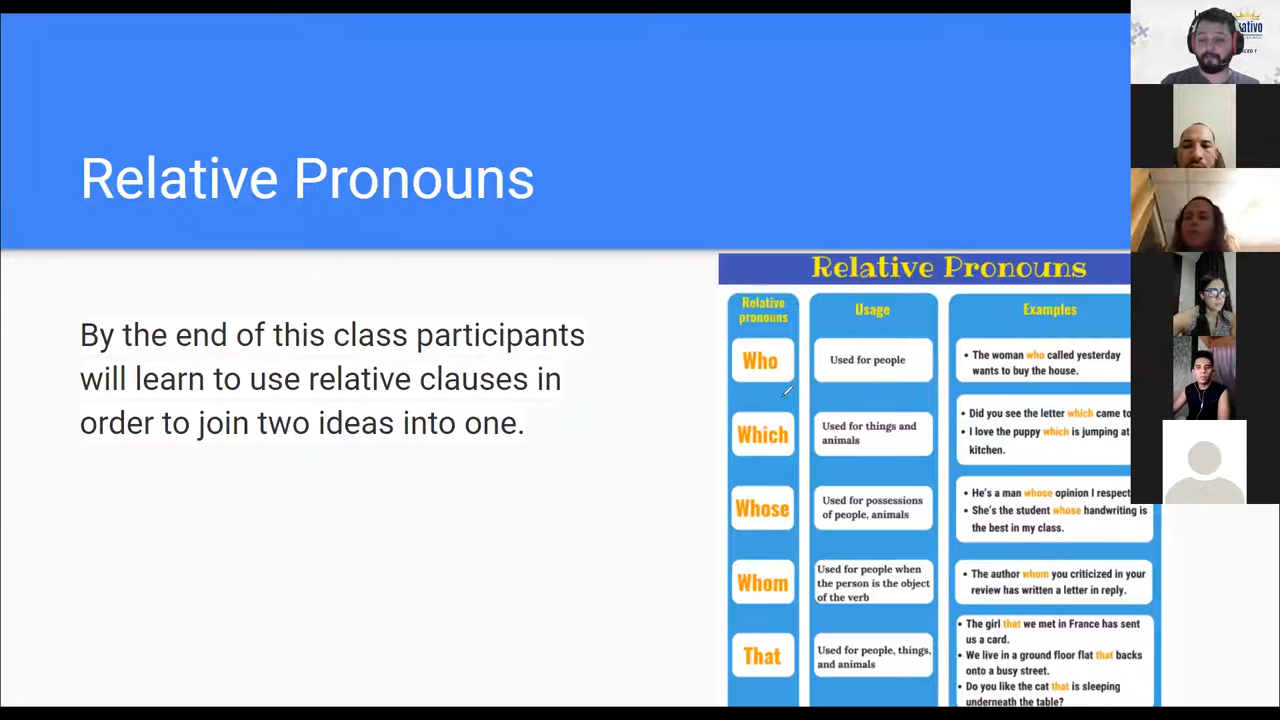 Relative Pronouns
By the end of this class participants
will learn to use relative clauses in
order to join two ideas into one.
Relative Pronouns
Relative
pronouns
Usage
Examples
Who
Used for people
• The woman who called yesterday
wants to buy the house.
Which
Used for things and
animals
• Did you see the letter which came to
• I love the puppy which is jumping at
kitchen.
Whose
Used for possessions
of people, animals
• He's a man whose opinion I respect
• She's the student whose handwriting is
the best in my class.
Whom
Used for people when
the person is the object
of the verb
• The author whom you criticized in your
review has written a letter in reply.
That
Used for people, things,
and animals
• The girl that we met in France has sent
us a card.
• We live in a ground floor flat that backs
onto a busy street.
• Do you like the cat that is sleeping
underneath the table?